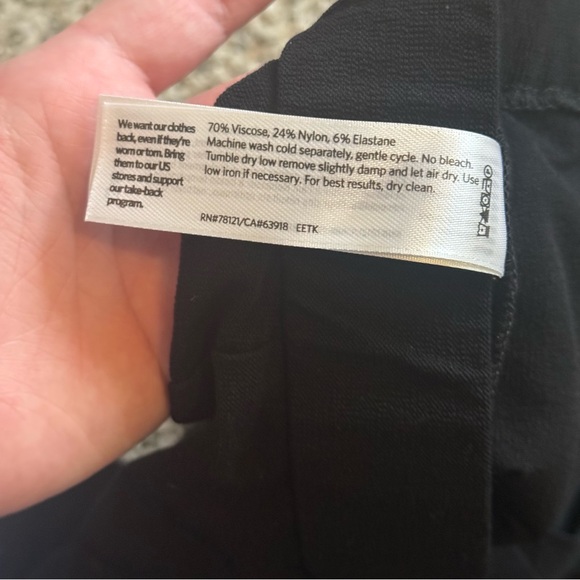 We want our clothes
back, even if they're
worn or torn. Bring
them to our US
stores and support
our take-back
program.
70% Viscose, 24% Nylon, 6% Elastane
Machine wash cold separately, gentle cycle. No bleach.
Tumble dry low remove slightly damp and let air dry. Use
low iron if necessary. For best results, dry clean.
RN#78121/CA#63918 EETK